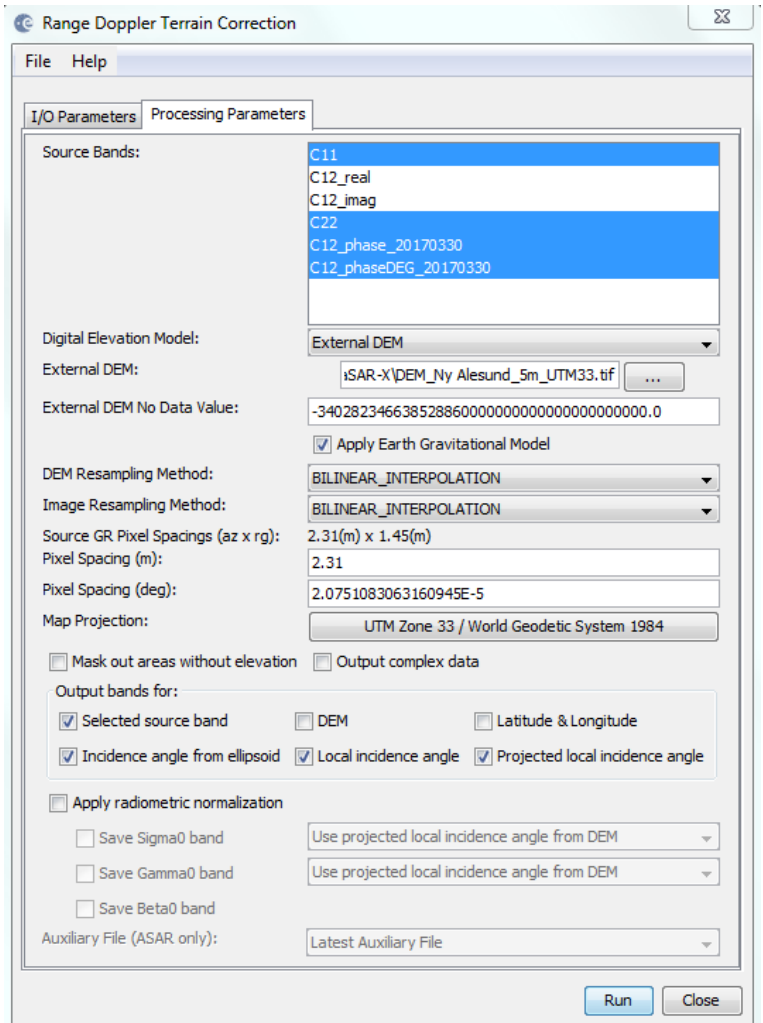 Range Doppler Terrain Correction
File Help
I/O Parameters Processing Parameters
Source Bands:
C11
C12_real
C12_imag
C22
C12_phase_20170330
C12_phaseDEG_20170330
Digital Elevation Model: External DEM
External DEM: aSAR-X\DEM_Ny Alesund_5m_UTM33.tif ...
External DEM No Data Value: -340282346638528860000000000000000000000.0
Apply Earth Gravitational Model
DEM Resampling Method: BILINEAR_INTERPOLATION
Image Resampling Method: BILINEAR_INTERPOLATION
Source GR Pixel Spacings (az x rg): 2.31(m) x 1.45(m)
Pixel Spacing (m): 2.31
Pixel Spacing (deg): 2.0751083063160945E-5
Map Projection: UTM Zone 33 / World Geodetic System 1984
Mask out areas without elevation Output complex data
Output bands for:
Selected source band DEM Latitude & Longitude
Incidence angle from ellipsoid Local incidence angle Projected local incidence angle
Apply radiometric normalization
Save Sigma0 band Use projected local incidence angle from DEM
Save Gamma0 band Use projected local incidence angle from DEM
Save Beta0 band
Auxiliary File (ASAR only): Latest Auxiliary File
Run Close